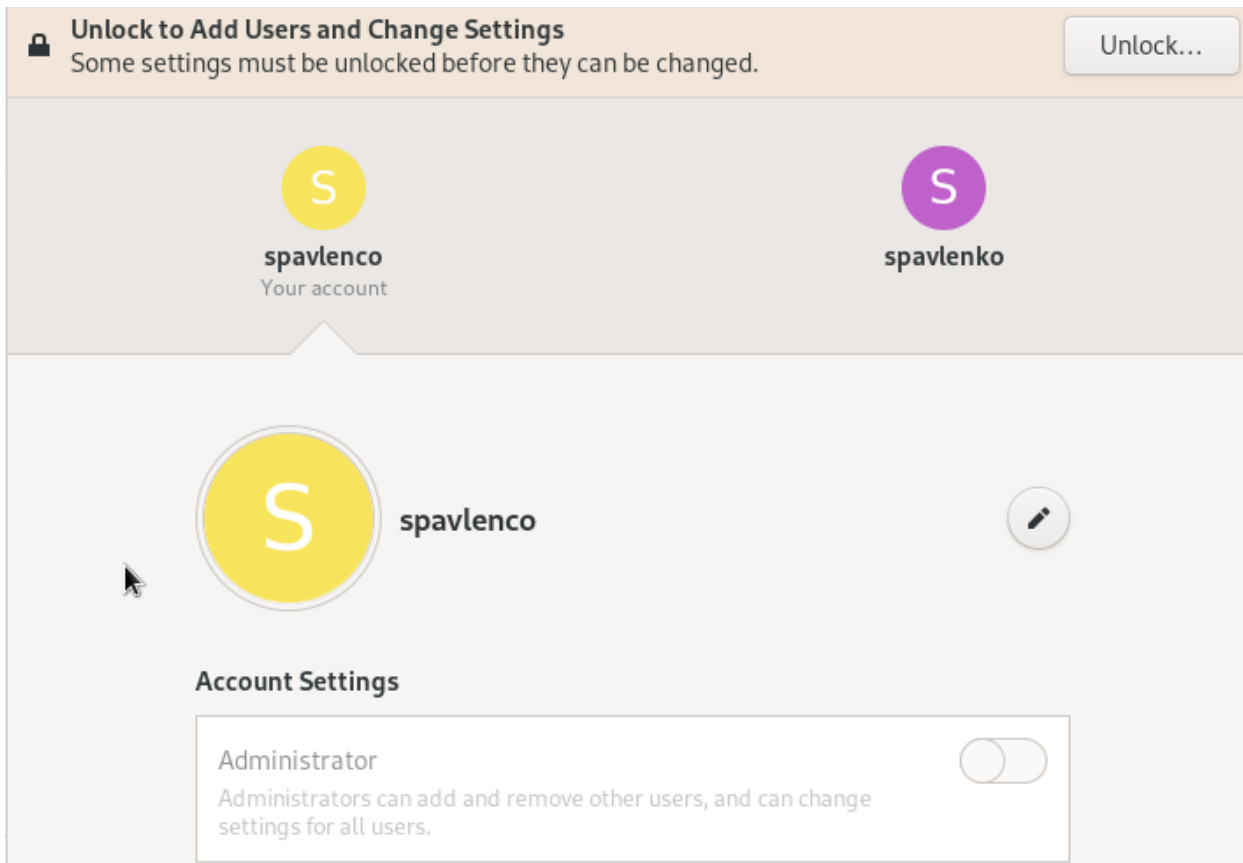 Unlock to Add Users and Change Settings
Some settings must be unlocked before they can be changed.
Unlock...
S
spavlenco
Your account
S
spavlenko
S
spavlenco
Account Settings
Administrator
Administrators can add and remove other users, and can change
settings for all users.